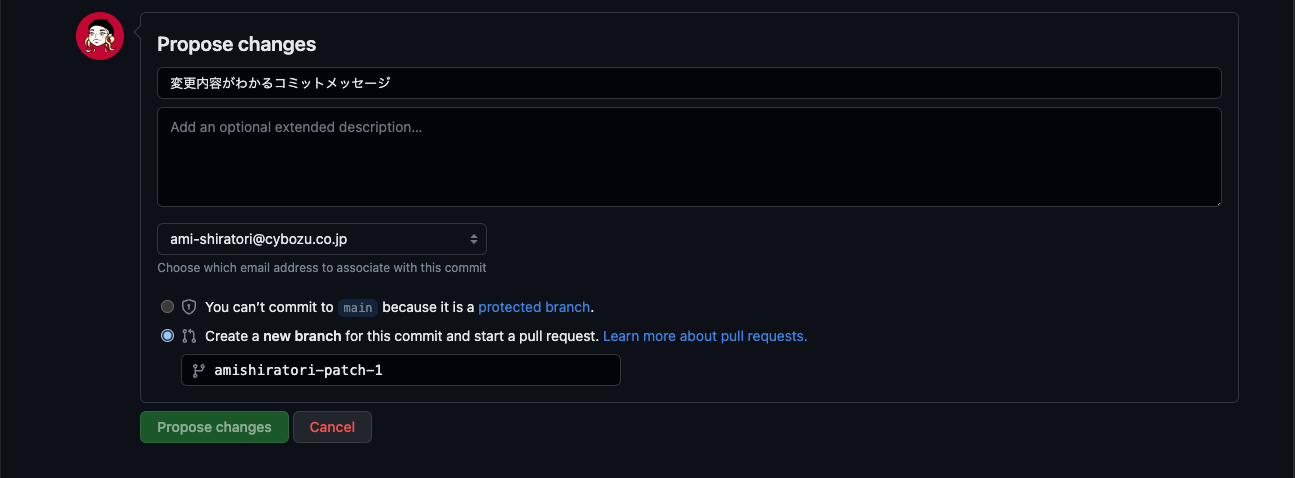 Propose changes
変更内容がわかるコミットメッセージ
Add an optional extended description...
ami-shiratori@cybozu.co.jp
Choose which email address to associate with this commit
You can't commit to main because it is a protected branch.
Create a new branch for this commit and start a pull request. Learn more about pull requests.
amishiratori-patch-1
Propose changes Cancel